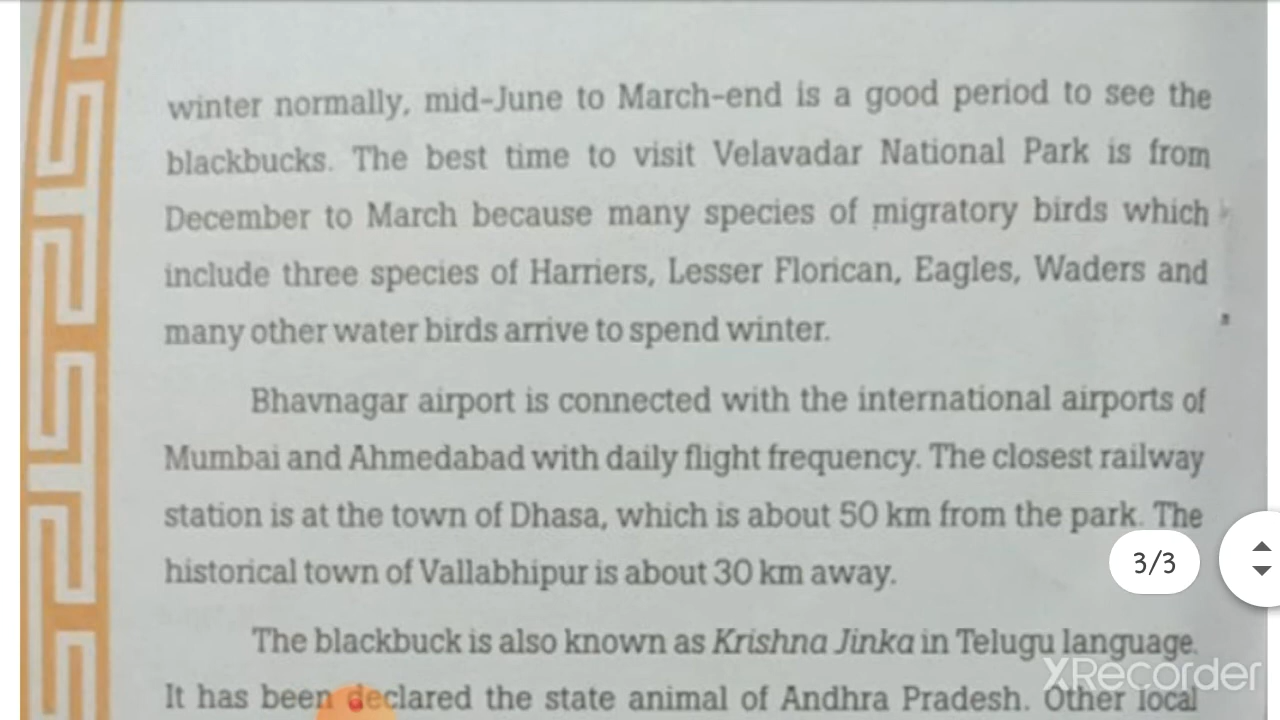 winter normally, mid-June to March-end is a good period to see the
blackbucks. The best time to visit Velavadar National Park is from
December to March because many species of migratory birds which
include three species of Harriers, Lesser Florican, Eagles, Waders and
many other water birds arrive to spend winter.
Bhavnagar airport is connected with the international airports of
Mumbai and Ahmedabad with daily flight frequency. The closest railway
station is at the town of Dhasa, which is about 50 km from the park. The
3/3
historical town of Vallabhipur is about 30 km away.
The blackbuck is also known as Krishna Jinka in Telugu language.
XRecorder
It has been declared the state animal of Andhra Pradesh. Other local